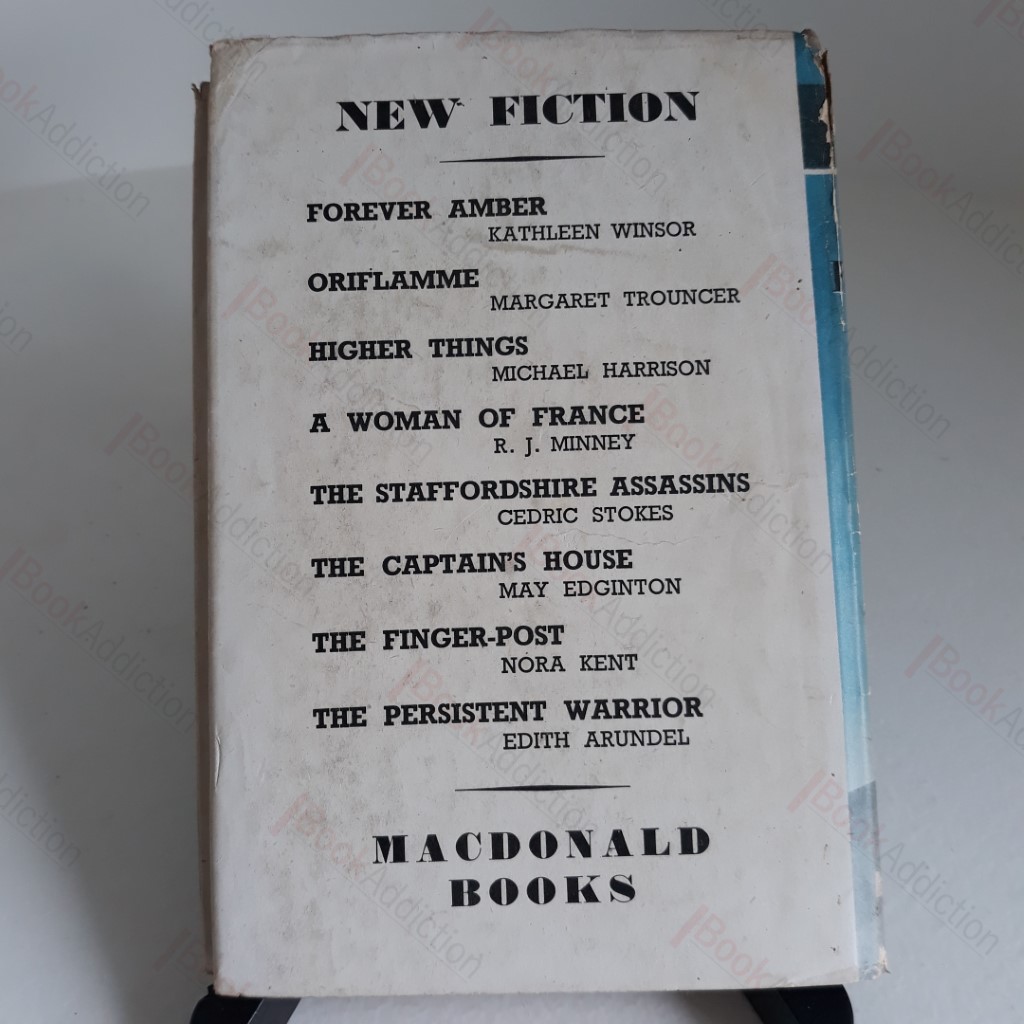 NEW FICTION
FOREVER AMBER
KATHLEEN WINSOR
ORIFLAMME
MARGARET TROUNCER
HIGHER THINGS
MICHAEL HARRISON
A WOMAN OF FRANCE
R. J. MINNEY
THE STAFFORDSHIRE ASSASSINS
CEDRIC STOKES
THE CAPTAIN'S HOUSE
MAY EDGINTON
THE FINGER-POST
NORA KENT
THE PERSISTENT WARRIOR
EDITH ARUNDEL
MACDONALD
BOOKS
BookAddiction